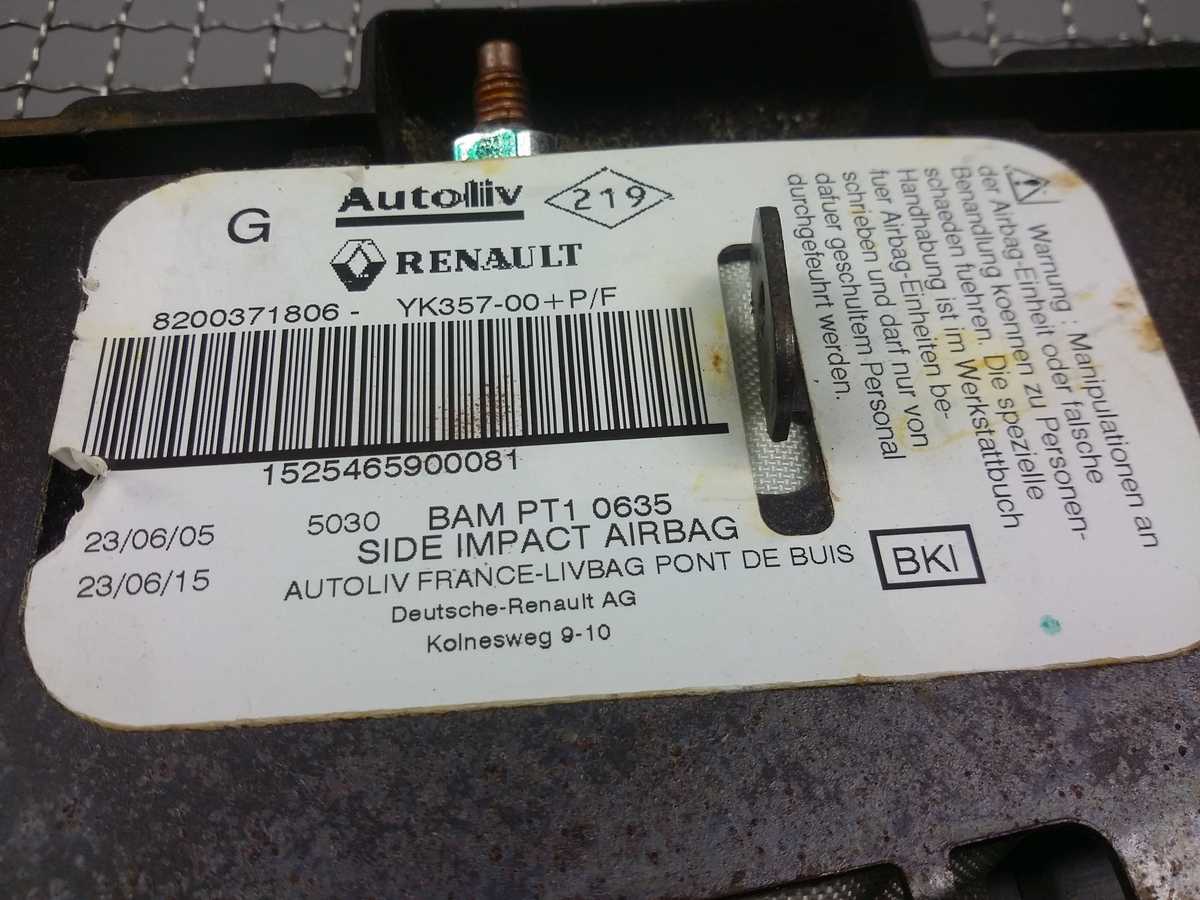 G
Autoliv
219
RENAULT
8200371806 - YK357-00+P/F
1525465900081
23/06/05
5030 BAM PT1 0635
SIDE IMPACT AIRBAG
23/06/15
AUTOLIV FRANCE-LIVBAG PONT DE BUIS
Deutsche-Renault AG
Kolnesweg 9-10
BKI
Warnung : Manipulationen an
der Airbag-Einheit oder falsche
Benandlung koennen zu Personen-
schaeden fuehren. Die spezielle
Handhabung ist im Werkstattbuch
fuer Airbag-Einheiten be-
schrieben und darf nur von
dafuer geschultem Personal
durchgefeuhrt werden.